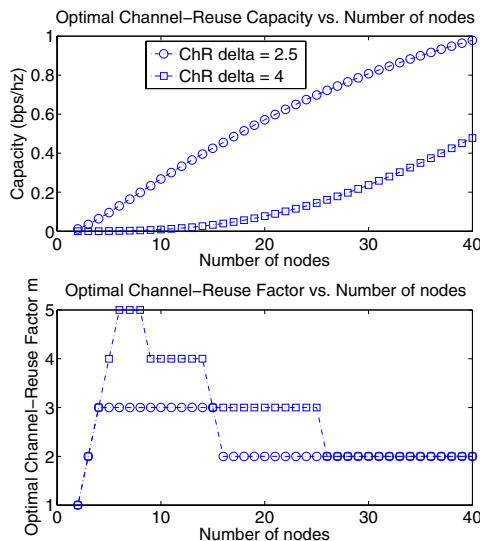 Optimal Channel-Reuse Capacity vs. Number of nodes
Capacity (bps/hz)
1
0.8
0.6
0.4
0.2
0
ChR delta = 2.5
ChR delta = 4
0 10 20 30 40
Number of nodes
Optimal Channel-Reuse Factor vs. Number of nodes
Optimal Channel-Reuse Factor m
5
4
3
2
1
0 10 20 30 40
Number of nodes